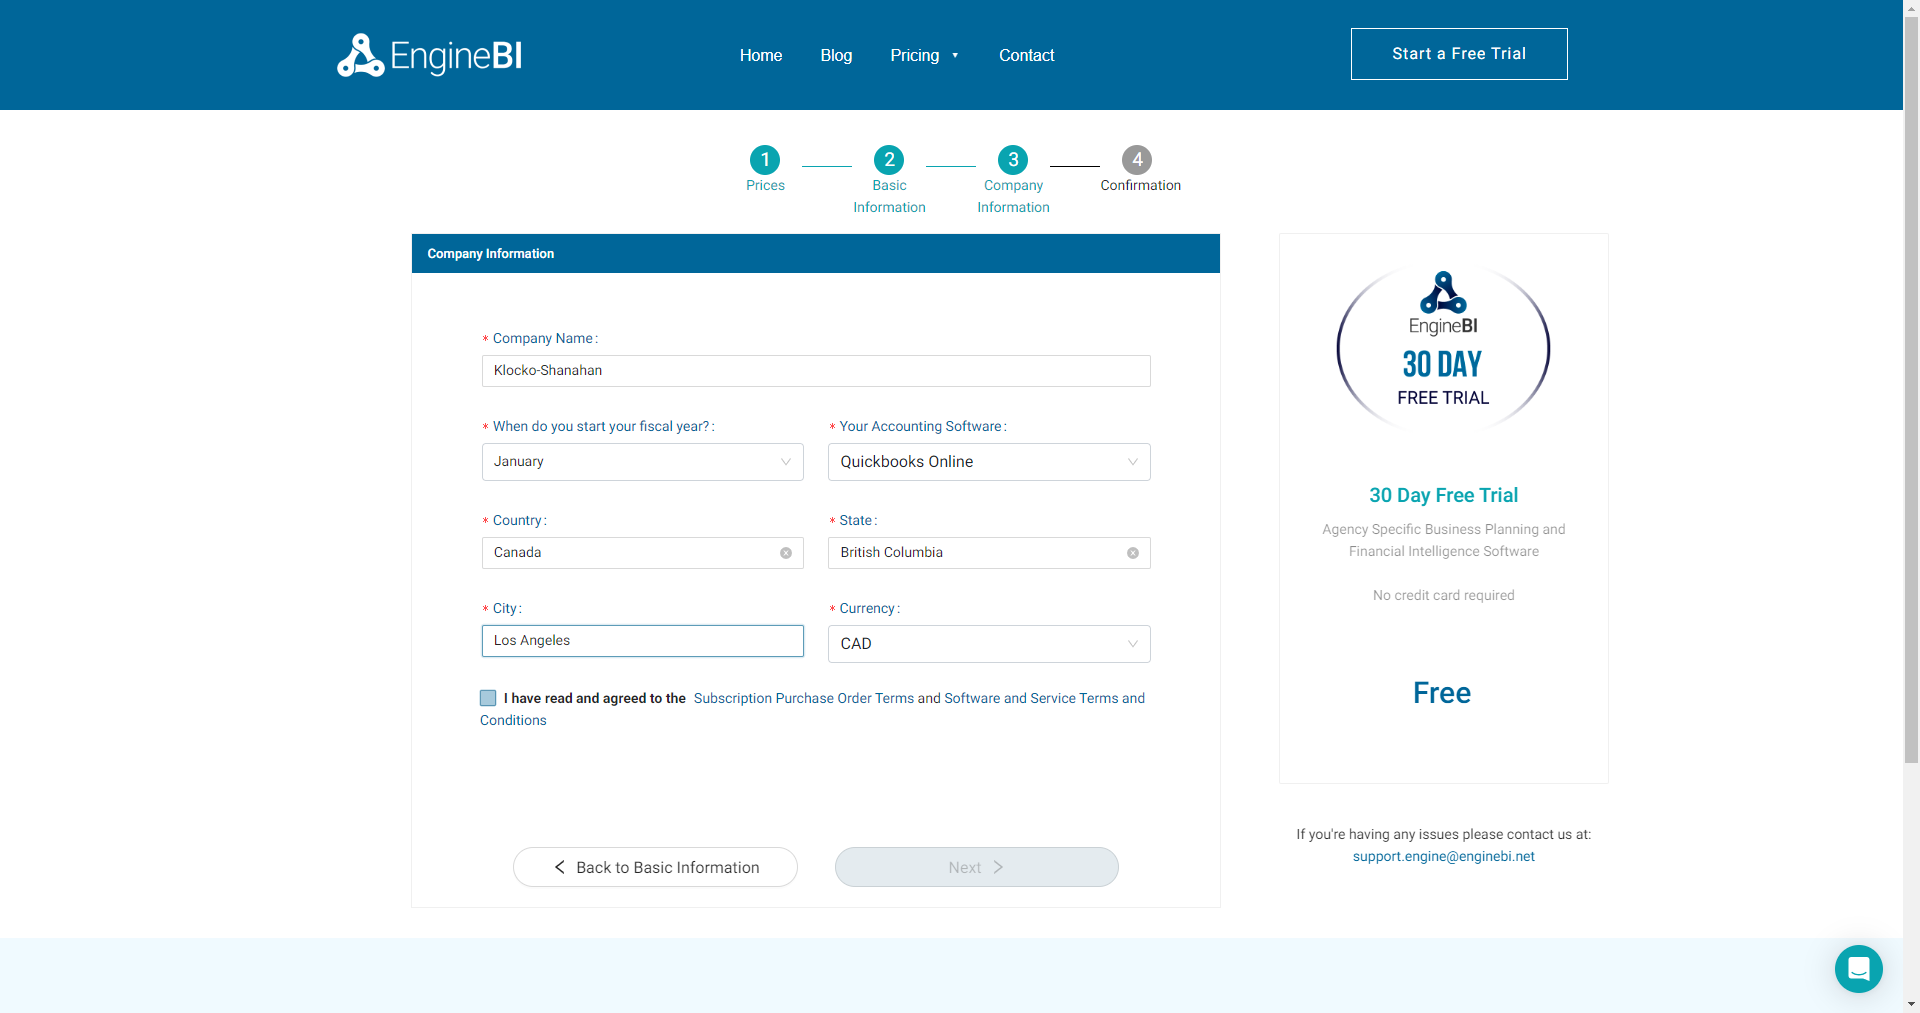 EngineBI
Home
Blog
Pricing
Contact
Start a Free Trial
1
Prices
2
Basic
Information
3
Company
Information
4
Confirmation
Company Information
* Company Name :
Klocko-Shanahan
* When do you start your fiscal year? :
January
* Your Accounting Software :
Quickbooks Online
* Country :
Canada
* State :
British Columbia
* City :
Los Angeles
* Currency :
CAD
I have read and agreed to the Subscription Purchase Order Terms and Software and Service Terms and
Conditions
Back to Basic Information
Next
EngineBI
30 DAY
FREE TRIAL
30 Day Free Trial
Agency Specific Business Planning and
Financial Intelligence Software
No credit card required
Free
If you're having any issues please contact us at:
support.engine@enginebi.net